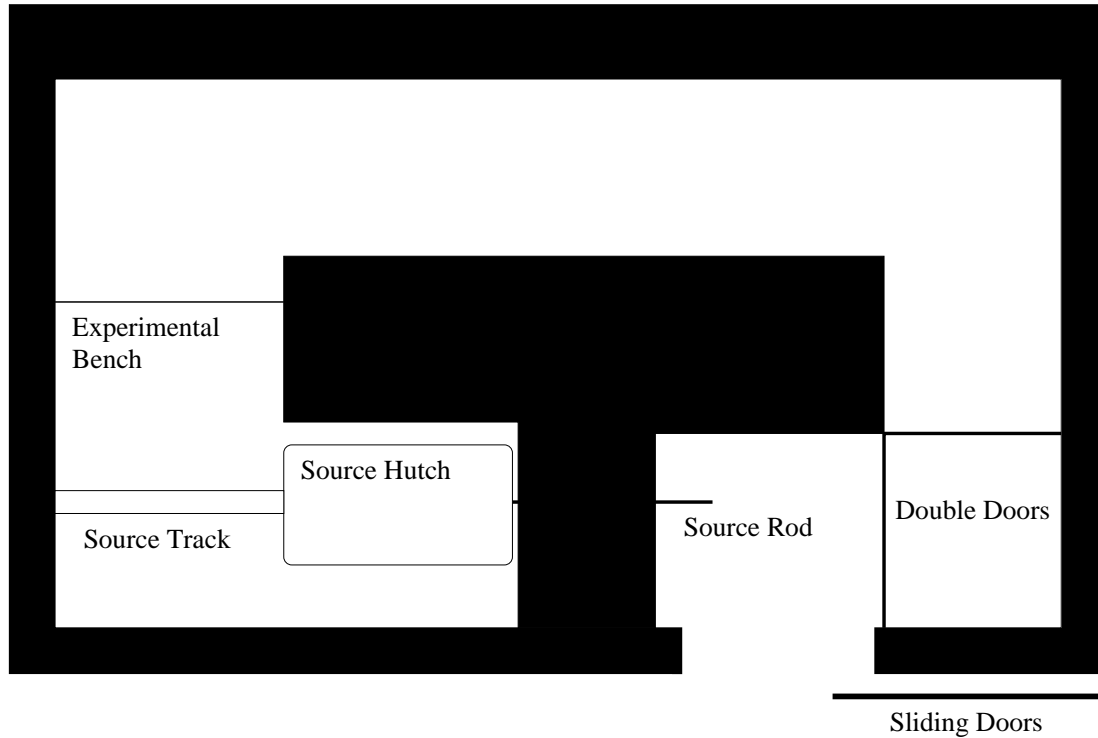 Experimental
Bench
Source Hutch
Source Track
Source Rod
Double Doors
Sliding Doors